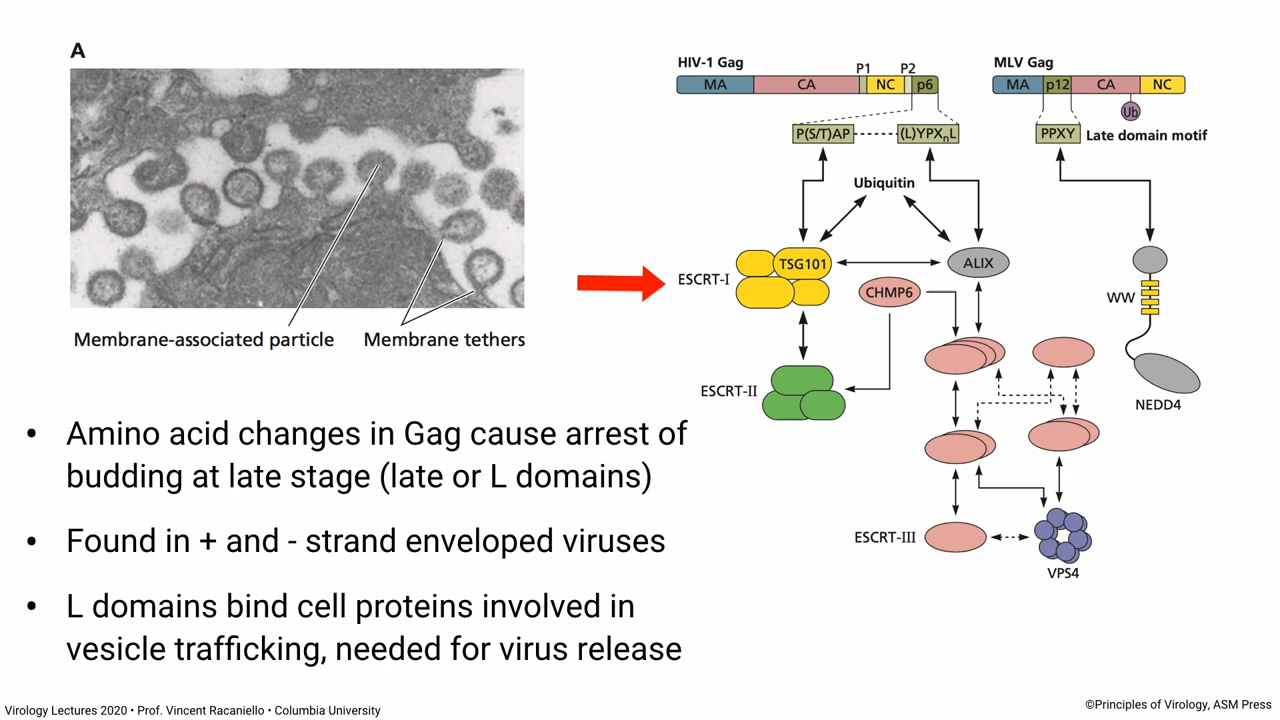 A
Membrane-associated particle
Membrane tethers
• Amino acid changes in Gag cause arrest of
budding at late stage (late or L domains)
• Found in + and - strand enveloped viruses
• L domains bind cell proteins involved in
vesicle trafficking, needed for virus release
HIV-1 Gag
MA
CA
P1
NC
P2
p6
MLV Gag
MA
p12
CA
NC
Ub
P(S/T)AP
(L)YPXnL
PPXY
Late domain motif
Ubiquitin
ESCRT-I
TSG101
ALIX
CHMP6
WW
ESCRT-II
NEDD4
ESCRT-III
VPS4
Virology Lectures 2020 • Prof. Vincent Racaniello • Columbia University
©Principles of Virology, ASM Press